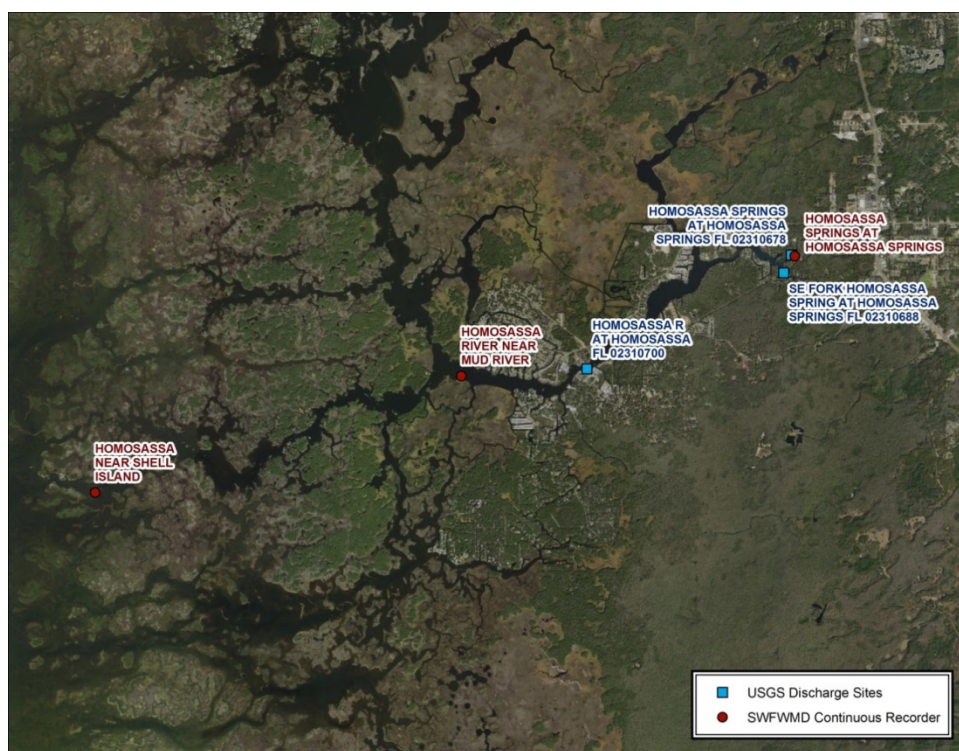 HOMOSASSA SPRINGS
AT HOMOSASSA
SPRINGS FL 02310678
HOMOSASSA
SPRINGS AT
HOMOSASSA SPRINGS
SE FORK HOMOSASSA
SPRING AT HOMOSASSA
SPRINGS FL 02310688
HOMOSASSA
RIVER NEAR
MUD RIVER
HOMOSASSA R
AT HOMOSASSA
FL 02310700
HOMOSASSA
NEAR SHELL
ISLAND
USGS Discharge Sites
SWFWMD Continuous Recorder